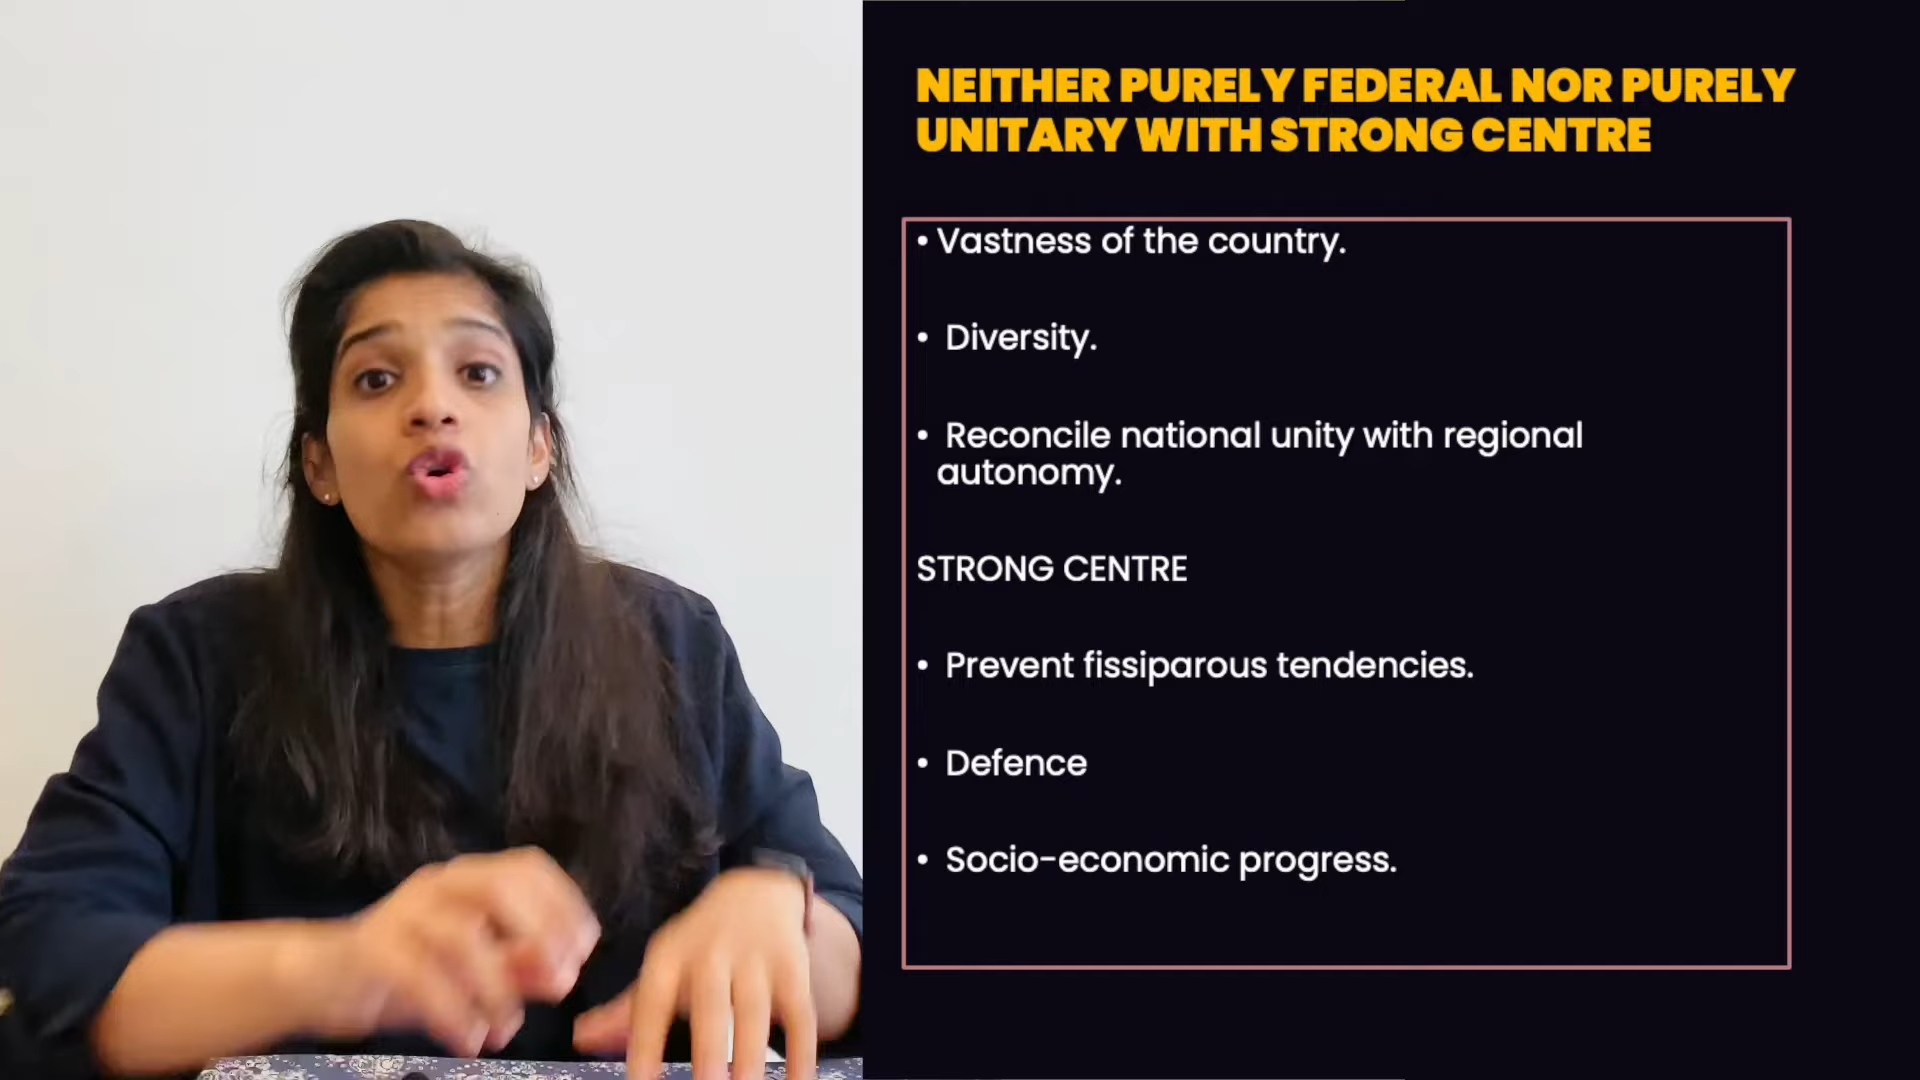 NEITHER PURELY FEDERAL NOR PURELY
UNITARY WITH STRONG CENTRE
• Vastness of the country.
• Diversity.
• Reconcile national unity with regional
autonomy.
STRONG CENTRE
• Prevent fissiparous tendencies.
• Defence
• Socio-economic progress.